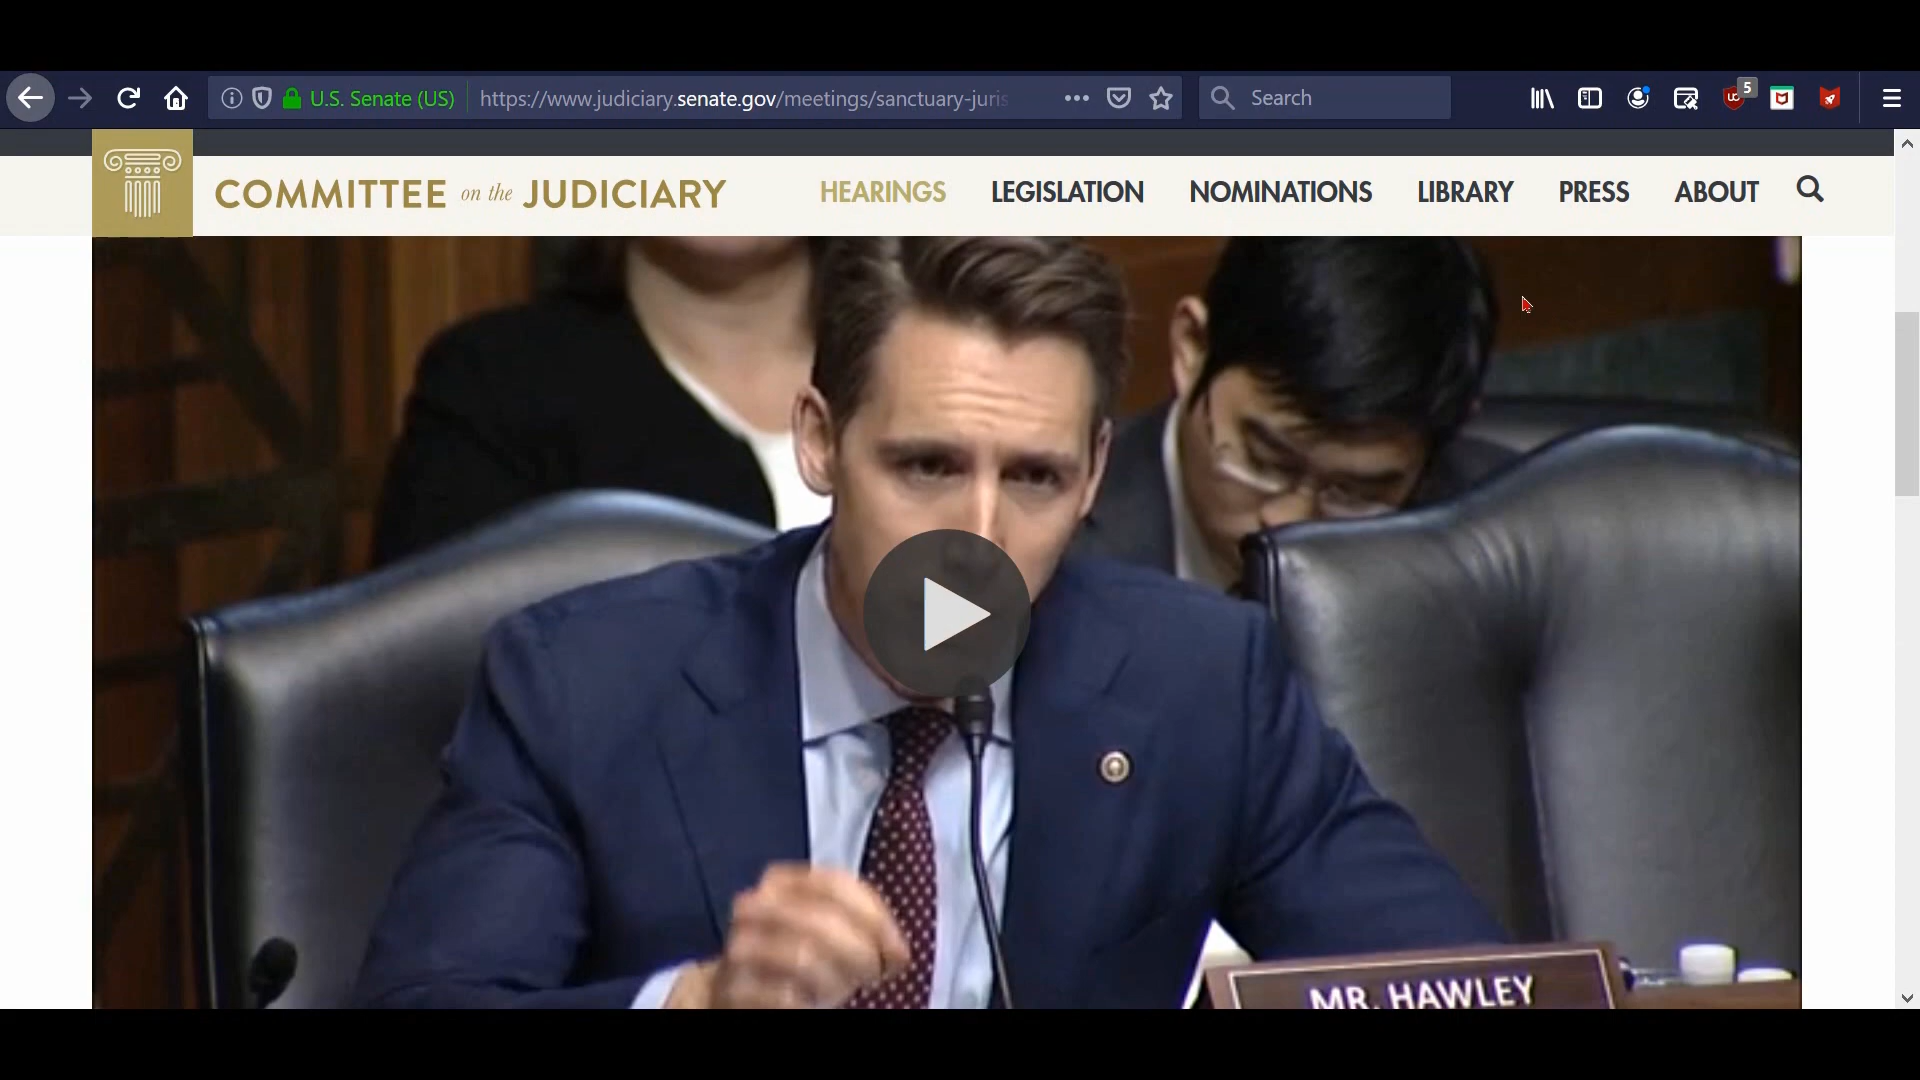 U.S. Senate (US) https://www.judiciary.senate.gov/meetings/sanctuary-juris Search 5
COMMITTEE on the JUDICIARY HEARINGS LEGISLATION NOMINATIONS LIBRARY PRESS ABOUT
MR. HAWLEY